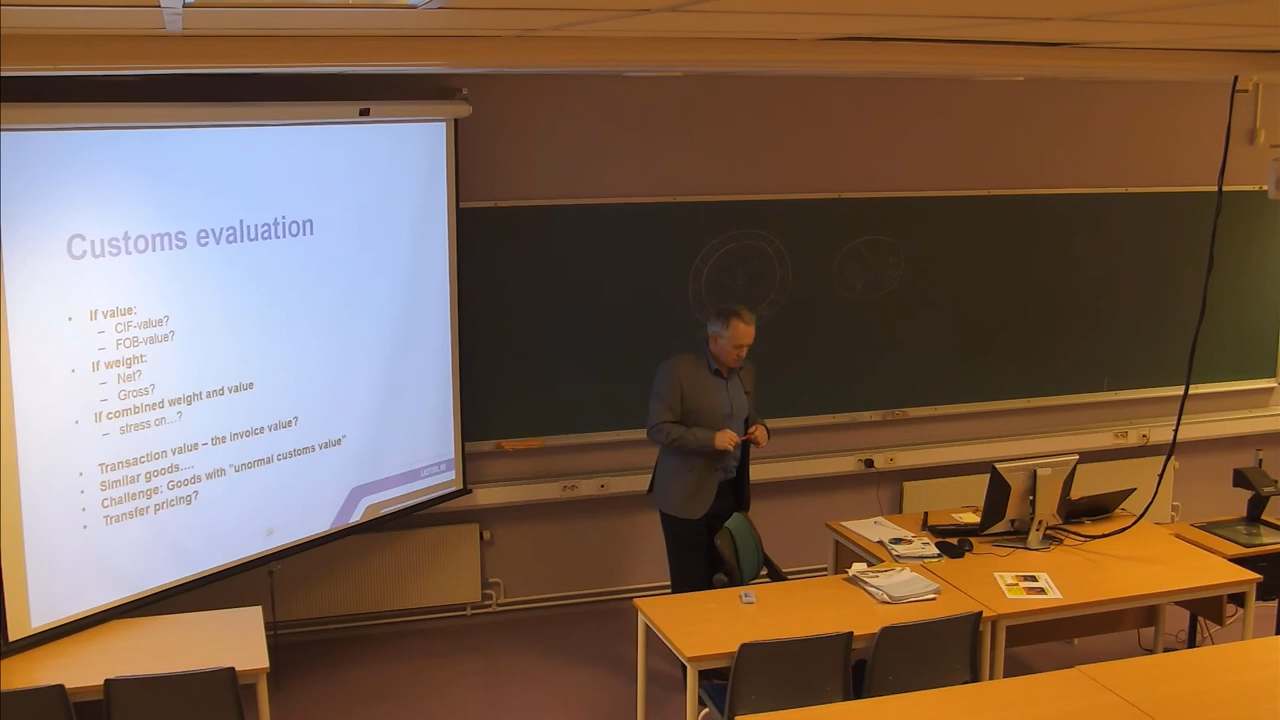 Customs evaluation
• If value:
– CIF-value?
– FOB-value?
• If weight:
– Net?
– Gross?
• If combined weight and value
– stress on...?
• Transaction value – the invoice value?
• Similar goods....
• Challenge: Goods with "unormal customs value"
• Transfer pricing?